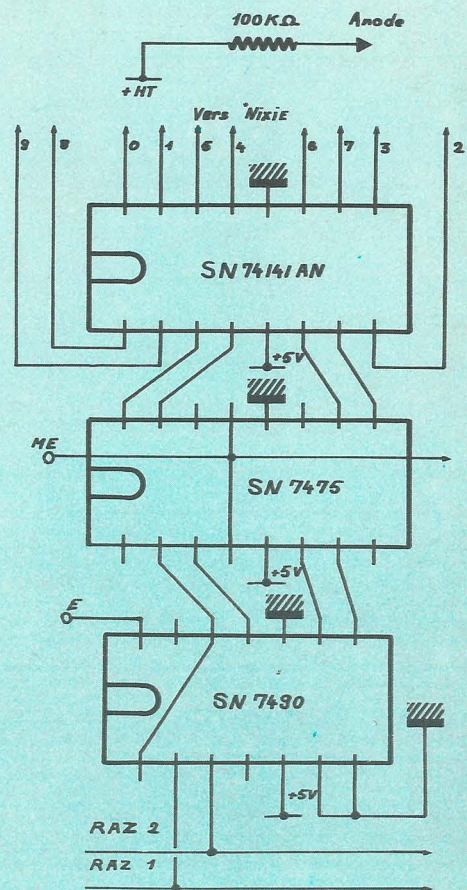 100KΩ Anode
+HT
Vers Nixie
9 8 0 1 5 4 6 7 3 2
SN 74141 AN
+5V
ME
SN 7475
+5V
E
SN 7490
+5V
RAZ 2
RAZ 1